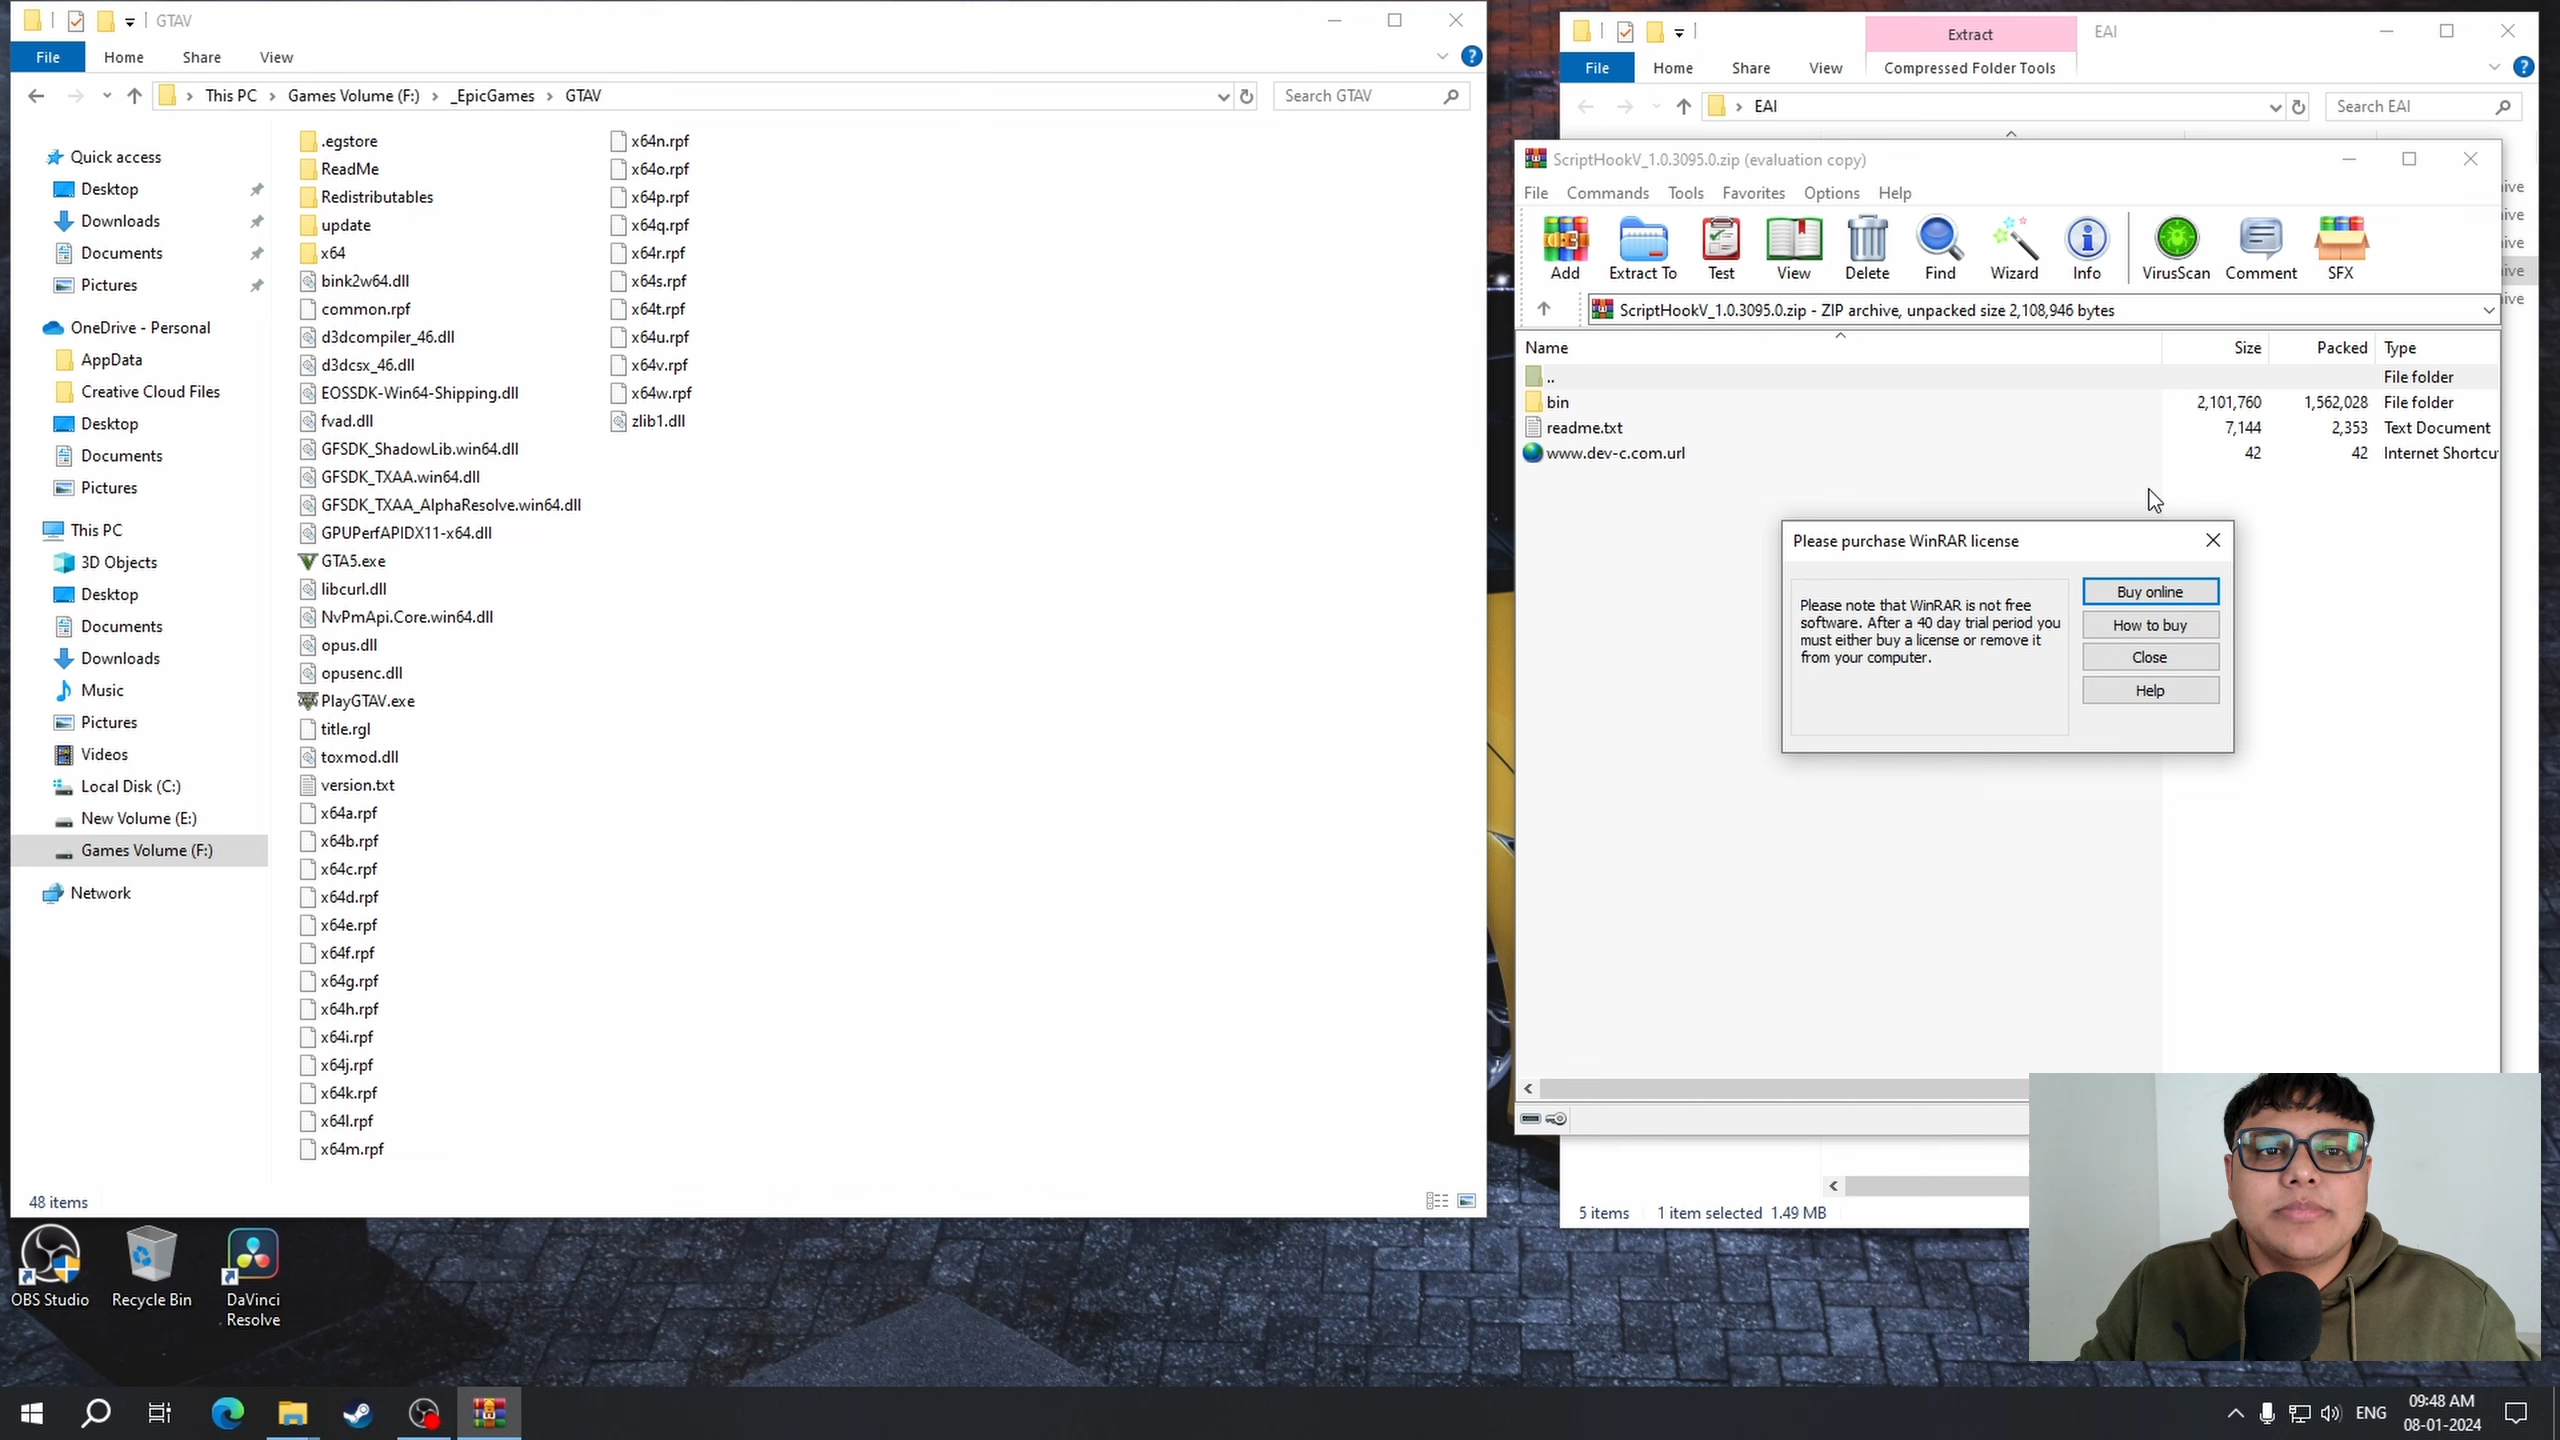 GTAV
File
Home
Share
View
This PC
Games Volume (F:)
_EpicGames
GTAV
Search GTAV
Quick access
Desktop
Downloads
Documents
Pictures
OneDrive - Personal
AppData
Creative Cloud Files
Desktop
Documents
Pictures
This PC
3D Objects
Desktop
Documents
Downloads
Music
Pictures
Videos
Local Disk (C:)
New Volume (E:)
Games Volume (F:)
Network
.egstore
ReadMe
Redistributables
update
x64
bink2w64.dll
common.rpf
d3dcompiler_46.dll
d3dcsx_46.dll
EOSSDK-Win64-Shipping.dll
fvad.dll
GFSDK_ShadowLib.win64.dll
GFSDK_TXAA.win64.dll
GFSDK_TXAA_AlphaResolve.win64.dll
GPUPerfAPIDX11-x64.dll
GTA5.exe
libcurl.dll
NvPmApi.Core.win64.dll
opus.dll
opusenc.dll
PlayGTAV.exe
title.rgl
toxmod.dll
version.txt
x64a.rpf
x64b.rpf
x64c.rpf
x64d.rpf
x64e.rpf
x64f.rpf
x64g.rpf
x64h.rpf
x64i.rpf
x64j.rpf
x64k.rpf
x64l.rpf
x64m.rpf
x64n.rpf
x64o.rpf
x64p.rpf
x64q.rpf
x64r.rpf
x64s.rpf
x64t.rpf
x64u.rpf
x64v.rpf
x64w.rpf
zlib1.dll
48 items
Extract
EAI
File
Home
Share
View
Compressed Folder Tools
EAI
Search EAI
ive
ive
ive
ive
ive
ScriptHookV_1.0.3095.0.zip (evaluation copy)
File
Commands
Tools
Favorites
Options
Help
Add
Extract To
Test
View
Delete
Find
Wizard
Info
VirusScan
Comment
SFX
ScriptHookV_1.0.3095.0.zip - ZIP archive, unpacked size 2,108,946 bytes
Name Size Packed Type
.. File folder
bin 2,101,760 1,562,028 File folder
readme.txt 7,144 2,353 Text Document
www.dev-c.com.url 42 42 Internet Shortcu
Please purchase WinRAR license
Please note that WinRAR is not free
software. After a 40 day trial period you
must either buy a license or remove it
from your computer.
Buy online
How to buy
Close
Help
5 items
1 item selected 1.49 MB
OBS Studio
Recycle Bin
DaVinci
Resolve
ENG
09:48 AM
08-01-2024